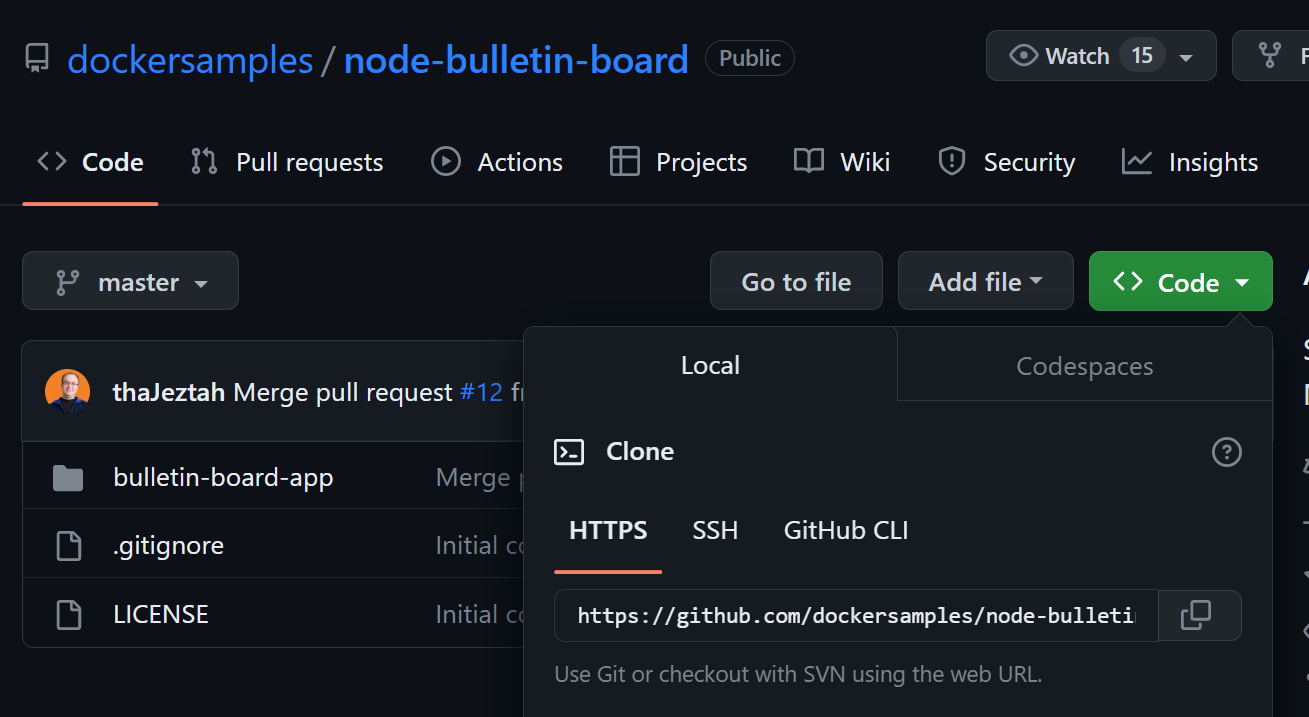 dockersamples / node-bulletin-board Public Watch 15
Code Pull requests Actions Projects Wiki Security Insights
master Go to file Add file Code
Local Codespaces
thaJeztah Merge pull request #12
Clone
bulletin-board-app Merge
HTTPS SSH GitHub CLI
.gitignore Initial
https://github.com/dockersamples/node-bulleti
LICENSE Initial
Use Git or checkout with SVN using the web URL.